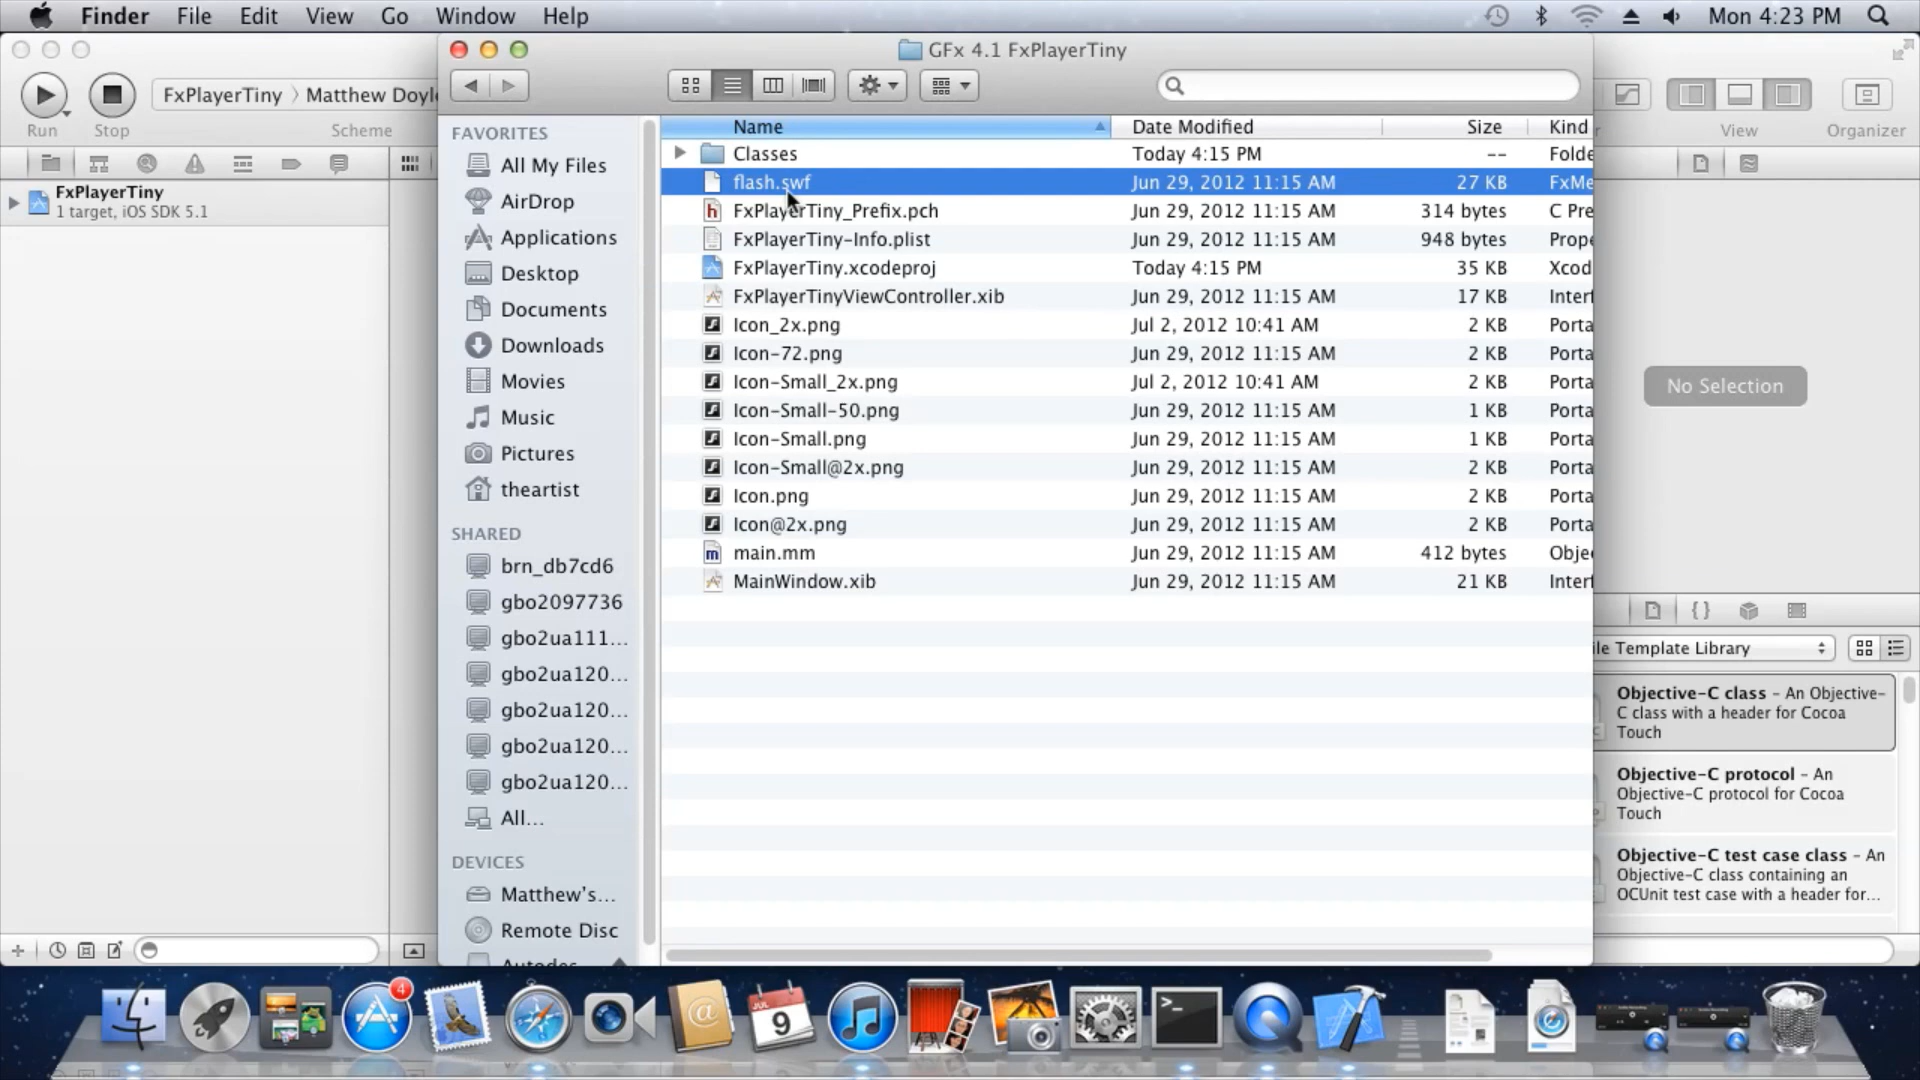 Finder File Edit View Go Window Help Mon 4:23 PM
GFx 4.1 FxPlayerTiny
FxPlayerTiny Matthew Doyl
Run Stop Scheme View Organizer
FAVORITES
All My Files
AirDrop
Applications
Desktop
Documents
Downloads
Movies
Music
Pictures
theartist
SHARED
brn_db7cd6
gbo2097736
gbo2ua111...
gbo2ua120...
gbo2ua120...
gbo2ua120...
gbo2ua120...
All...
DEVICES
Matthew's...
Remote Disc
Autodes
FxPlayerTiny
1 target, iOS SDK 5.1
Name Date Modified Size Kind
Classes Today 4:15 PM -- Folde
flash.swf Jun 29, 2012 11:15 AM 27 KB FxMe
FxPlayerTiny_Prefix.pch Jun 29, 2012 11:15 AM 314 bytes C Pre
FxPlayerTiny-Info.plist Jun 29, 2012 11:15 AM 948 bytes Prope
FxPlayerTiny.xcodeproj Today 4:15 PM 35 KB Xcod
FxPlayerTinyViewController.xib Jun 29, 2012 11:15 AM 17 KB Interf
Icon_2x.png Jul 2, 2012 10:41 AM 2 KB Porta
Icon-72.png Jun 29, 2012 11:15 AM 2 KB Porta
Icon-Small_2x.png Jul 2, 2012 10:41 AM 2 KB Porta
Icon-Small-50.png Jun 29, 2012 11:15 AM 1 KB Porta
Icon-Small.png Jun 29, 2012 11:15 AM 1 KB Porta
Icon-Small@2x.png Jun 29, 2012 11:15 AM 2 KB Porta
Icon.png Jun 29, 2012 11:15 AM 2 KB Porta
Icon@2x.png Jun 29, 2012 11:15 AM 2 KB Porta
main.mm Jun 29, 2012 11:15 AM 412 bytes Objec
MainWindow.xib Jun 29, 2012 11:15 AM 21 KB Interf
No Selection
ile Template Library
Objective-C class - An Objective-
C class with a header for Cocoa
Touch
Objective-C protocol - An
Objective-C protocol for Cocoa
Touch
Objective-C test case class - An
Objective-C class containing an
OCUnit test case with a header for...
4
JUL
9